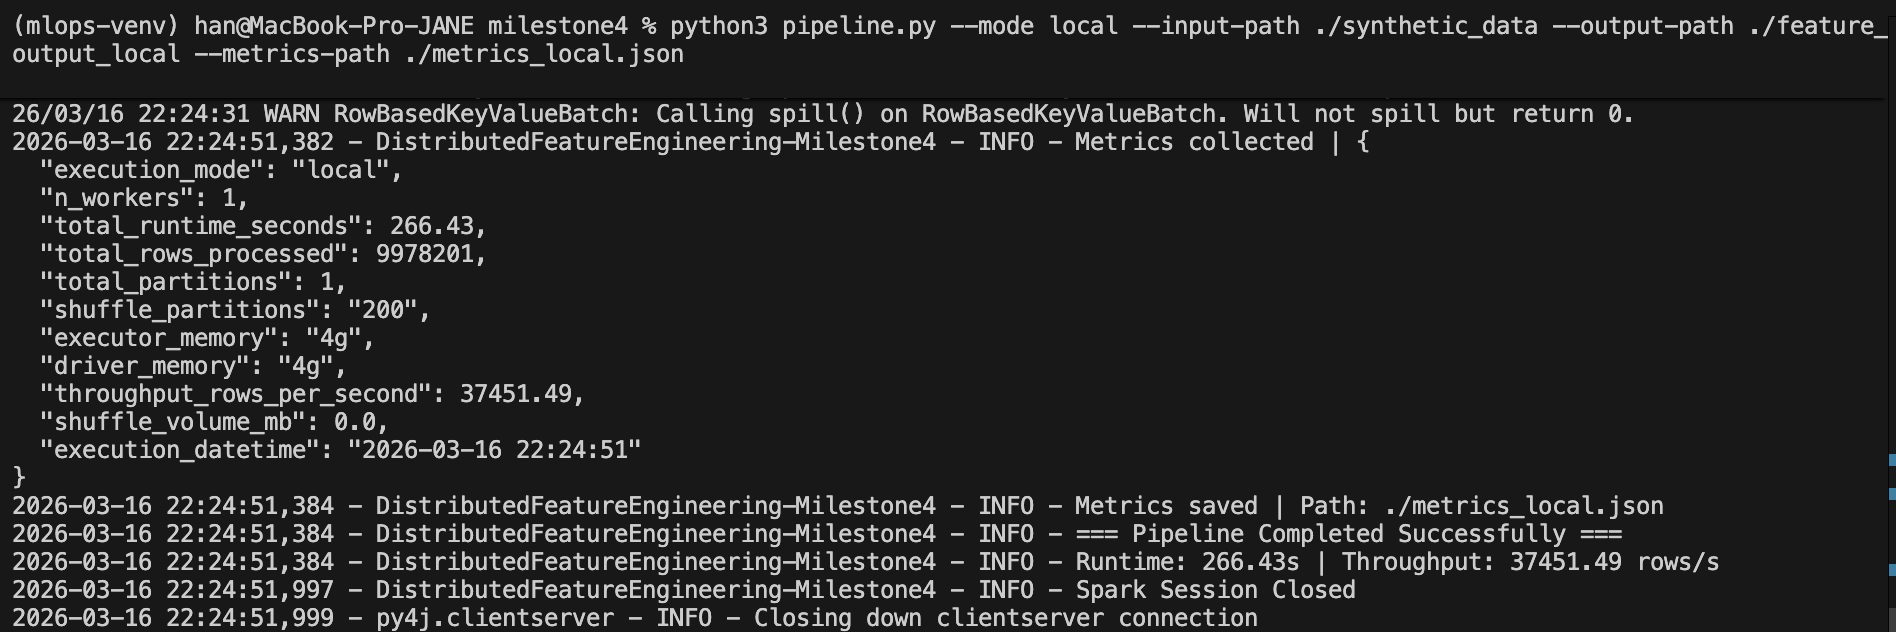 (mlops-venv) han@MacBook-Pro-JANE milestone4 % python3 pipeline.py --mode local --input-path ./synthetic_data --output-path ./feature_
output_local --metrics-path ./metrics_local.json
26/03/16 22:24:31 WARN RowBasedKeyValueBatch: Calling spill() on RowBasedKeyValueBatch. Will not spill but return 0.
2026-03-16 22:24:51,382 - DistributedFeatureEngineering-Milestone4 - INFO - Metrics collected | {
  "execution_mode": "local",
  "n_workers": 1,
  "total_runtime_seconds": 266.43,
  "total_rows_processed": 9978201,
  "total_partitions": 1,
  "shuffle_partitions": "200",
  "executor_memory": "4g",
  "driver_memory": "4g",
  "throughput_rows_per_second": 37451.49,
  "shuffle_volume_mb": 0.0,
  "execution_datetime": "2026-03-16 22:24:51"
}
2026-03-16 22:24:51,384 - DistributedFeatureEngineering-Milestone4 - INFO - Metrics saved | Path: ./metrics_local.json
2026-03-16 22:24:51,384 - DistributedFeatureEngineering-Milestone4 - INFO - === Pipeline Completed Successfully ===
2026-03-16 22:24:51,384 - DistributedFeatureEngineering-Milestone4 - INFO - Runtime: 266.43s | Throughput: 37451.49 rows/s
2026-03-16 22:24:51,997 - DistributedFeatureEngineering-Milestone4 - INFO - Spark Session Closed
2026-03-16 22:24:51,999 - py4j.clientserver - INFO - Closing down clientserver connection